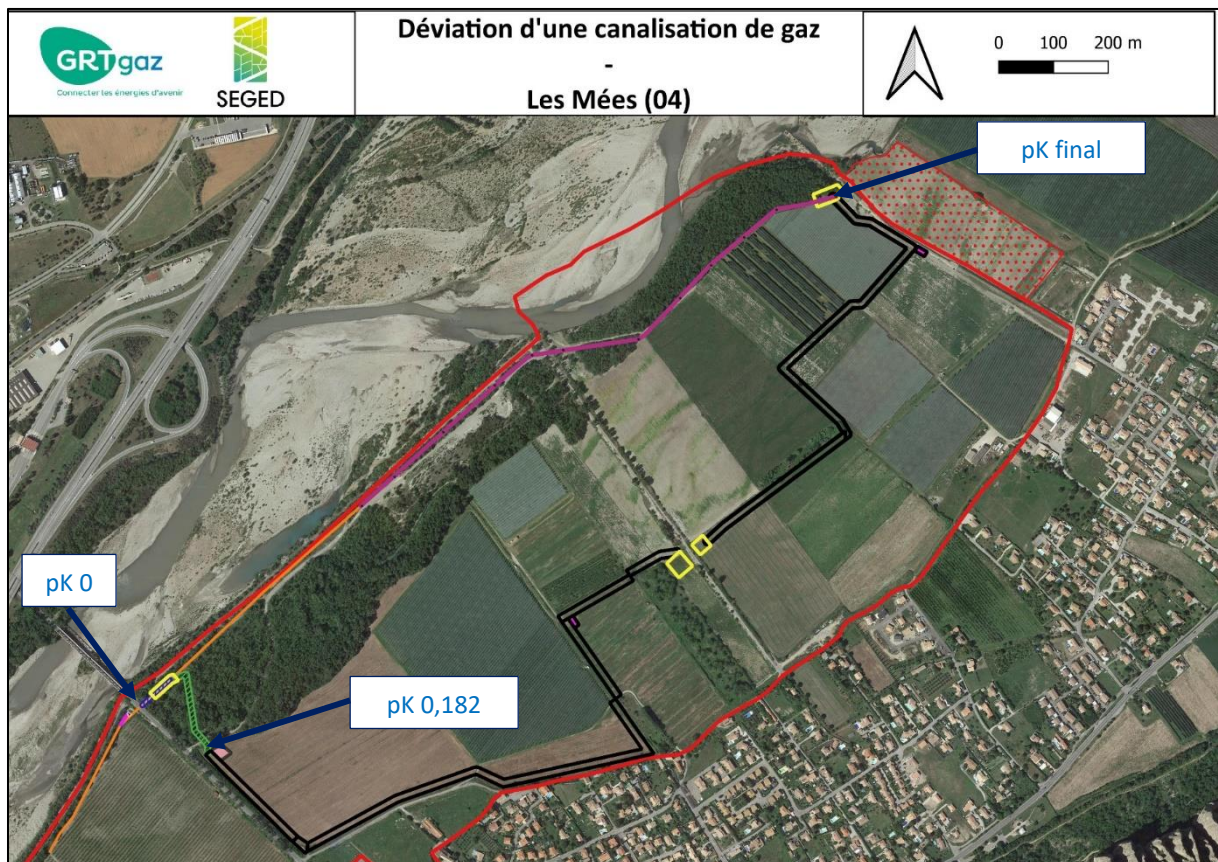 GRTgaz
Connecter les énergies d'avenir
SEGED
Déviation d'une canalisation de gaz
-
Les Mées (04)
0 100 200 m
pK final
pK 0
pK 0,182